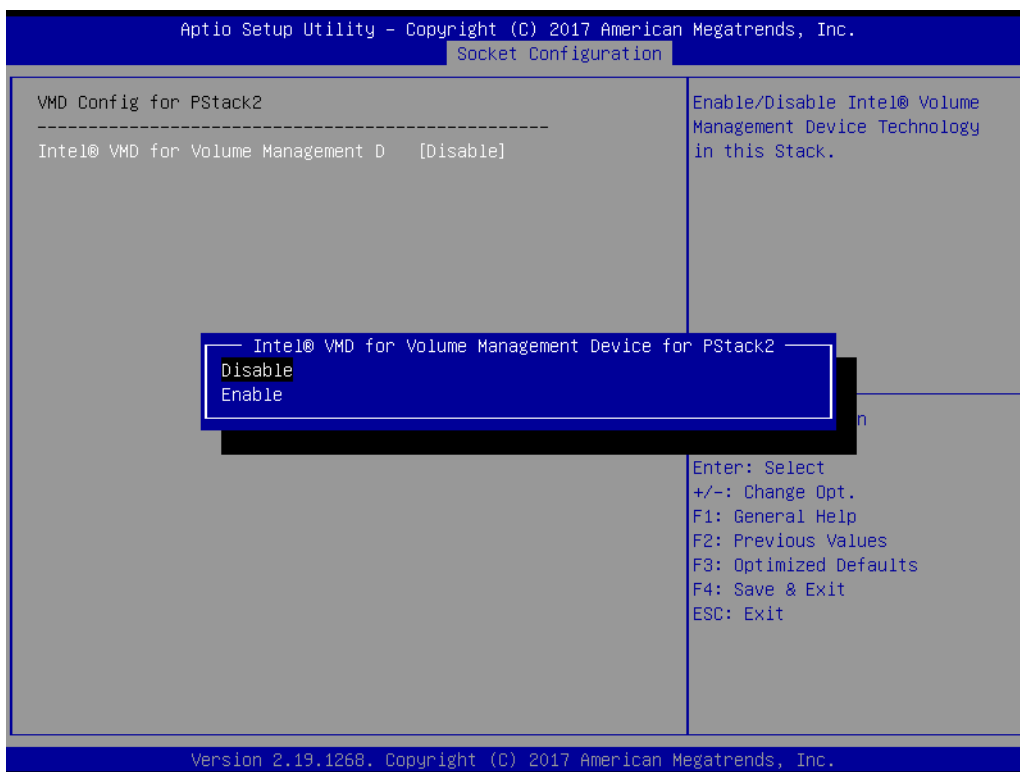 Aptio Setup Utility – Copyright (C) 2017 American Megatrends, Inc.
Socket Configuration
VMD Config for PStack2
--------------------------------------------------
Intel® VMD for Volume Management D [Disable]
Enable/Disable Intel® Volume
Management Device Technology
in this Stack.
Intel® VMD for Volume Management Device for PStack2
Disable
Enable
n
Enter: Select
+/-: Change Opt.
F1: General Help
F2: Previous Values
F3: Optimized Defaults
F4: Save & Exit
ESC: Exit
Version 2.19.1268. Copyright (C) 2017 American Megatrends, Inc.